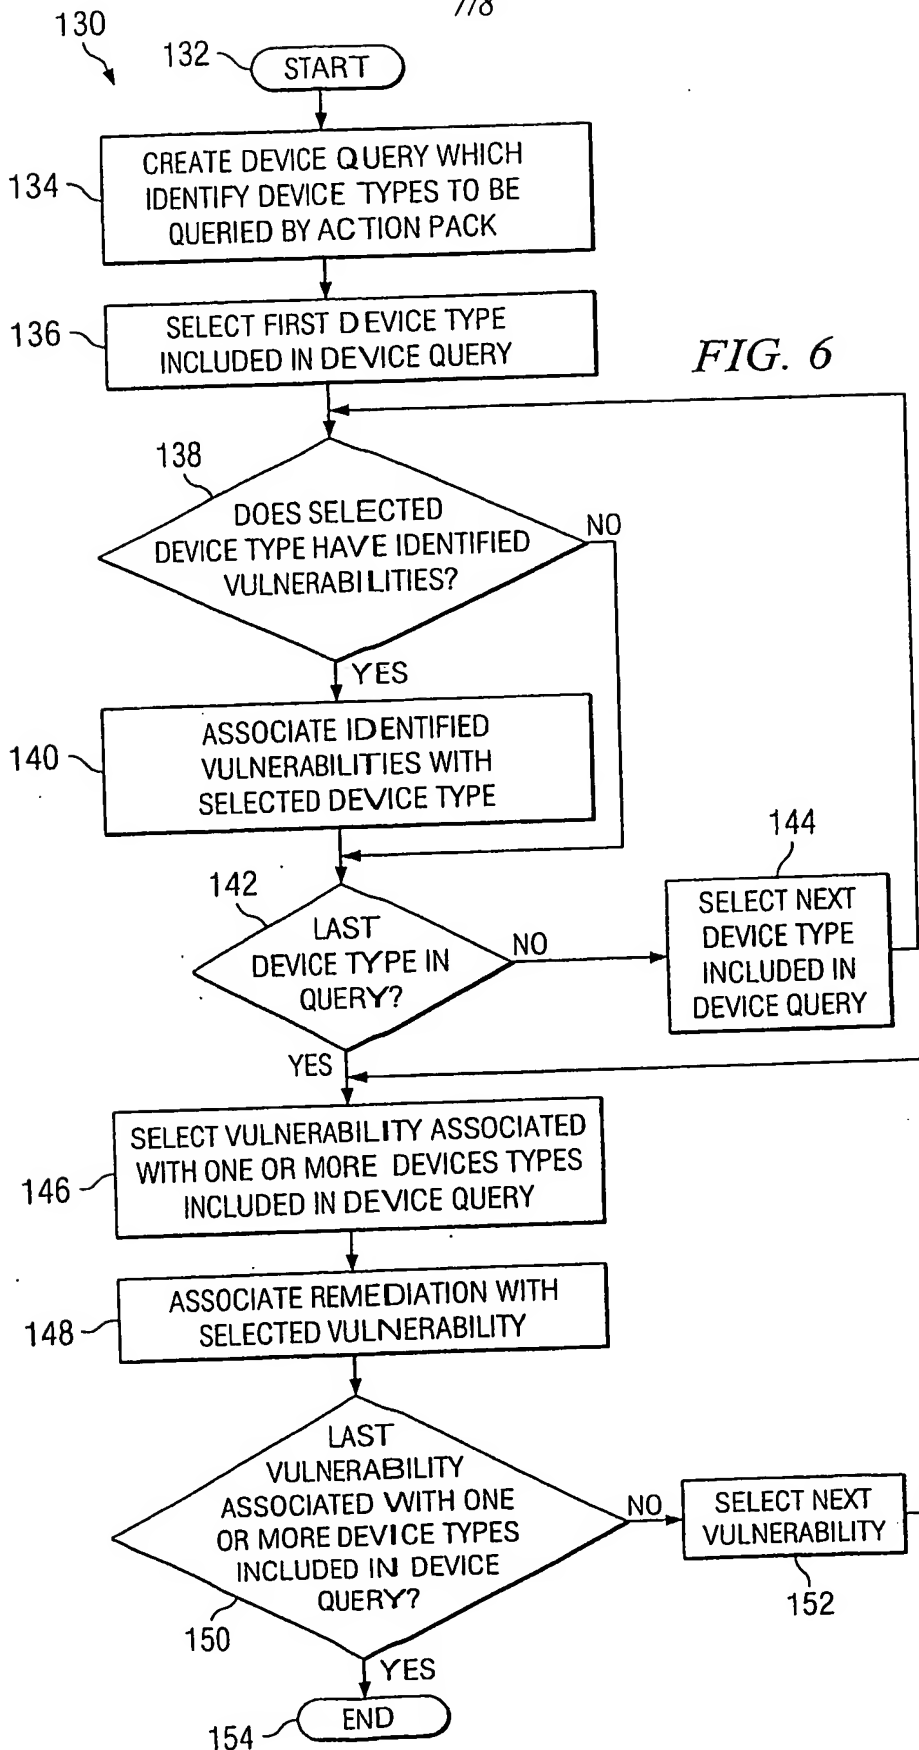 7/8
130
132
START
CREATE DEVICE QUERY WHICH
IDENTIFY DEVICE TYPES TO BE
QUERIED BY ACTION PACK
134
SELECT FIRST DEVICE TYPE
INCLUDED IN DEVICE QUERY
136
FIG. 6
138
DOES SELECTED
DEVICE TYPE HAVE IDENTIFIED
VULNERABILITIES?
NO
YES
ASSOCIATE IDENTIFIED
VULNERABILITIES WITH
SELECTED DEVICE TYPE
140
142
LAST
DEVICE TYPE IN
QUERY?
NO
144
SELECT NEXT
DEVICE TYPE
INCLUDED IN
DEVICE QUERY
YES
SELECT VULNERABILITY ASSOCIATED
WITH ONE OR MORE DEVICES TYPES
INCLUDED IN DEVICE QUERY
146
ASSOCIATE REMEDIATION WITH
SELECTED VULNERABILITY
148
LAST
VULNERABILITY
ASSOCIATED WITH ONE
OR MORE DEVICE TYPES
INCLUDED IN DEVICE
QUERY?
150
NO
SELECT NEXT
VULNERABILITY
152
YES
END
154